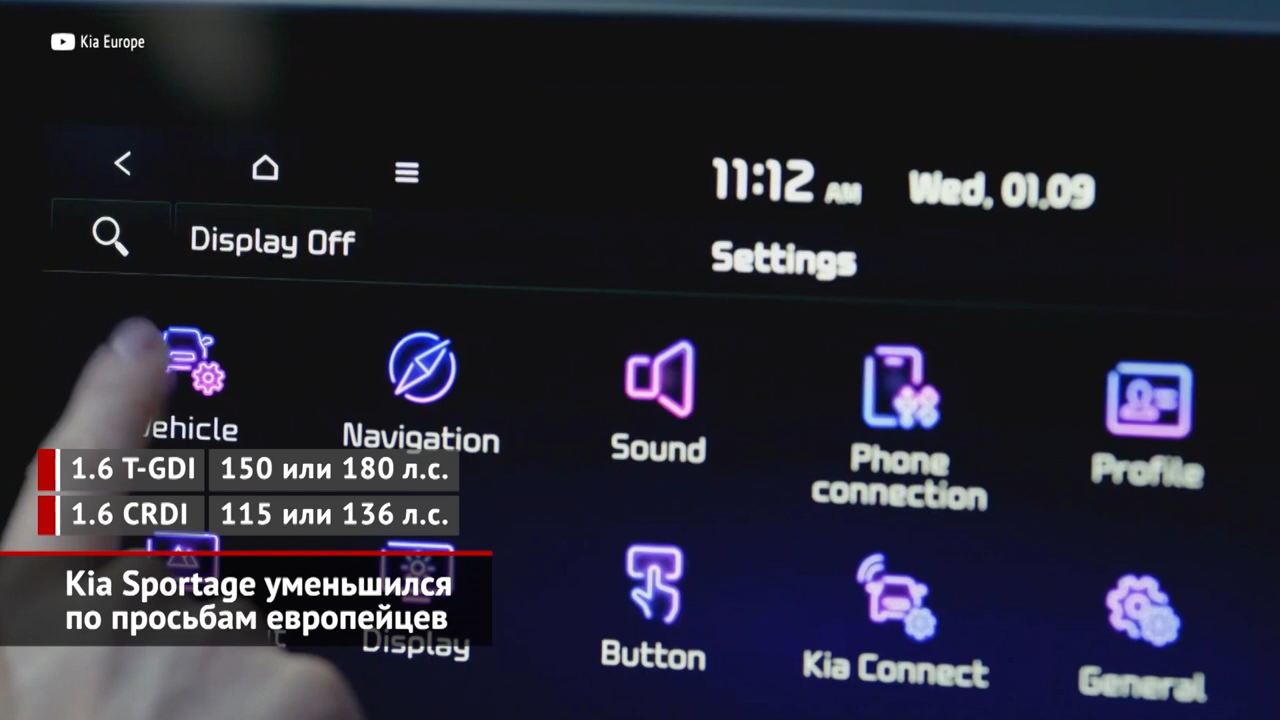 Kia Europe
11:12 AM Wed, 01.09
Display Off
Settings
ehicle
Navigation
Sound
Phone
connection
Profile
1.6 T-GDI 150 или 180 л.с.
1.6 CRDI 115 или 136 л.с.
Kia Sportage уменьшился
по просьбам европейцев
Display
Button
Kia Connect
General